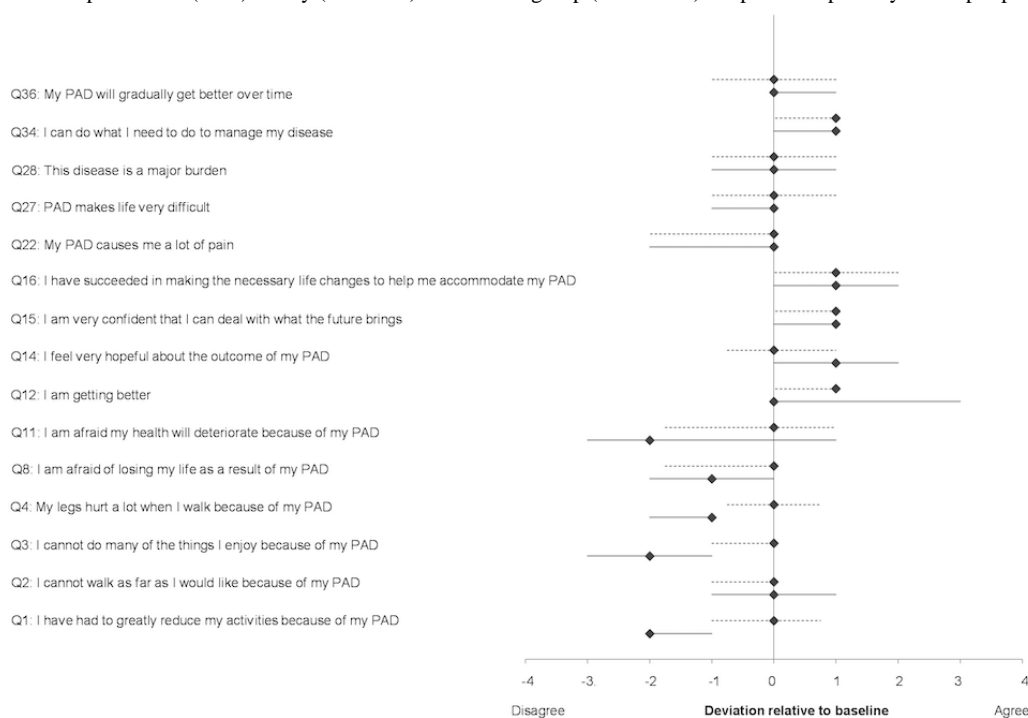 Q36: My PAD will gradually get better over time
Q34: I can do what I need to do to manage my disease
Q28: This disease is a major burden
Q27: PAD makes life very difficult
Q22: My PAD causes me a lot of pain
Q16: I have succeeded in making the necessary life changes to help me accommodate my PAD
Q15: I am very confident that I can deal with what the future brings
Q14: I feel very hopeful about the outcome of my PAD
Q12: I am getting better
Q11: I am afraid my health will deteriorate because of my PAD
Q8: I am afraid of losing my life as a result of my PAD
Q4: My legs hurt a lot when I walk because of my PAD
Q3: I cannot do many of the things I enjoy because of my PAD
Q2: I cannot walk as far as I would like because of my PAD
Q1: I have had to greatly reduce my activities because of my PAD
-4 -3. -2 -1 0 1 2 3 4
Disagree Deviation relative to baseline Agree